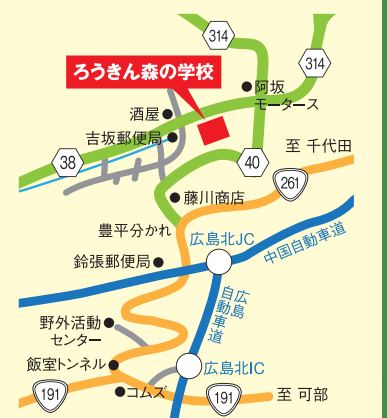 314
ろうきん森の学校
314
阿坂
モータース
酒屋
吉坂郵便局
至 千代田
38
40
261
藤川商店
豊平分かれ
広島北JC
中国自動車道
鈴張郵便局
広島
自動車道
野外活動
センター
飯室トンネル
広島北IC
191
コムズ
191
至 可部